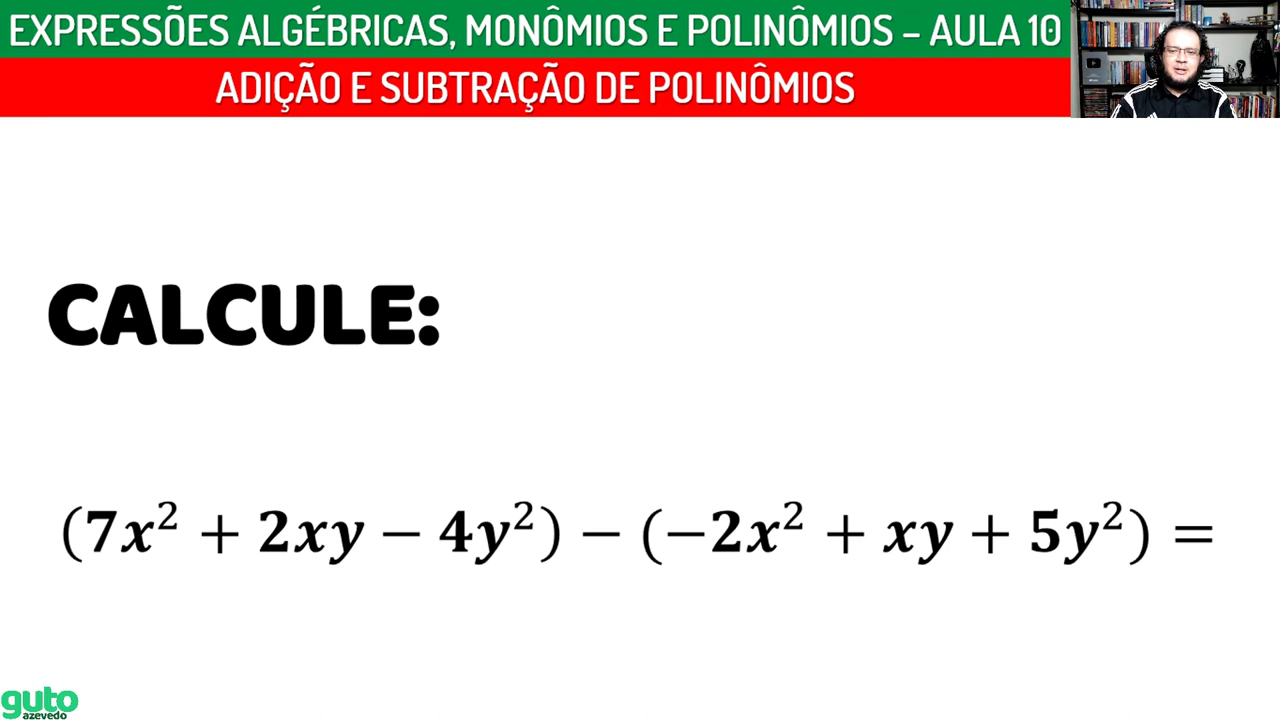 EXPRESSÕES ALGÉBRICAS, MONÔMIOS E POLINÔMIOS – AULA 10
ADIÇÃO E SUBTRAÇÃO DE POLINÔMIOS
CALCULE:
(7x² + 2xy − 4y²) − (−2x² + xy + 5y²) =
guto
azevedo